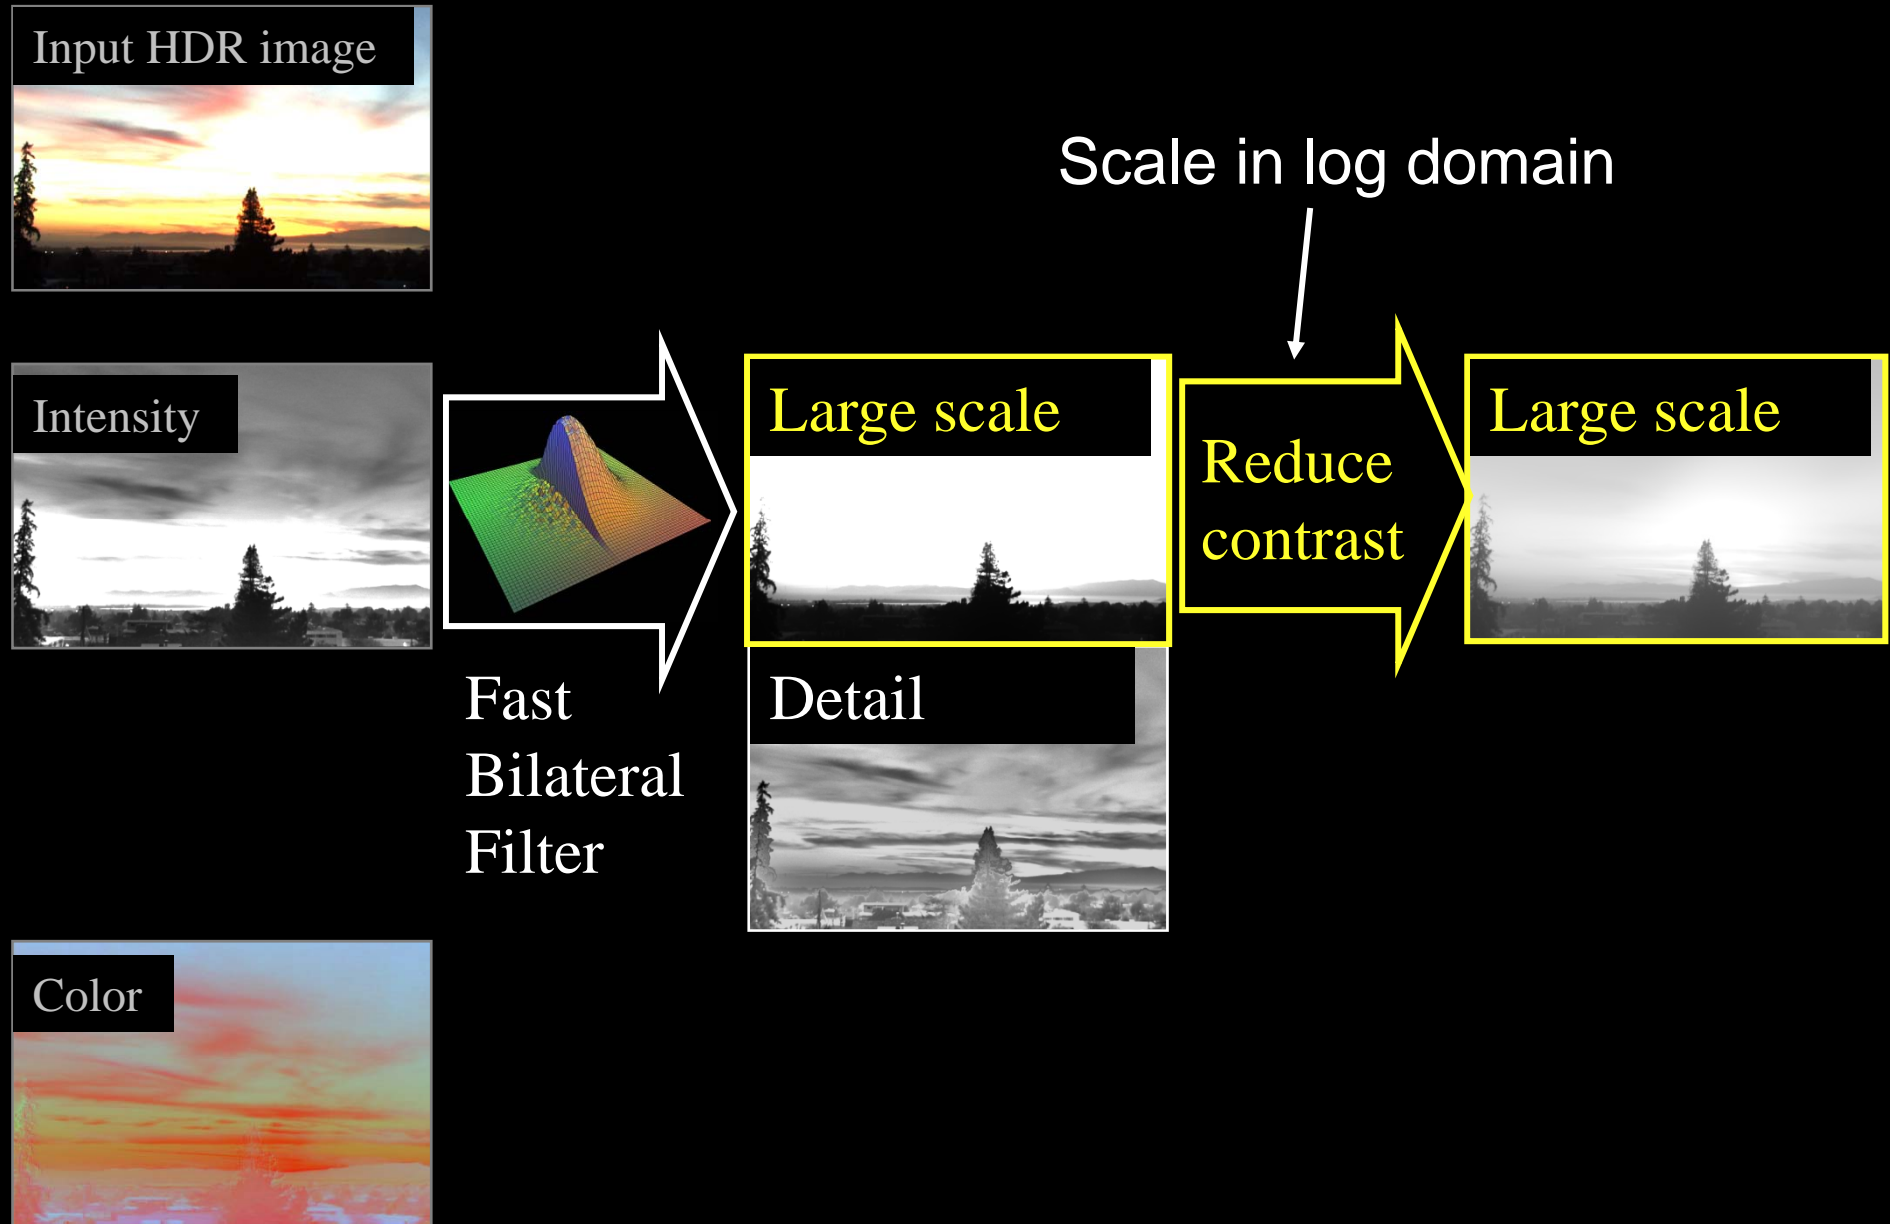 Input HDR image
Scale in log domain
Intensity
Large scale
Reduce
contrast
Large scale
Fast
Bilateral
Filter
Detail
Color